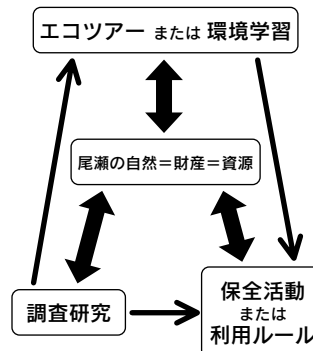 エコツアー または 環境学習
尾瀬の自然＝財産＝資源
調査研究
保全活動
または
利用ルール